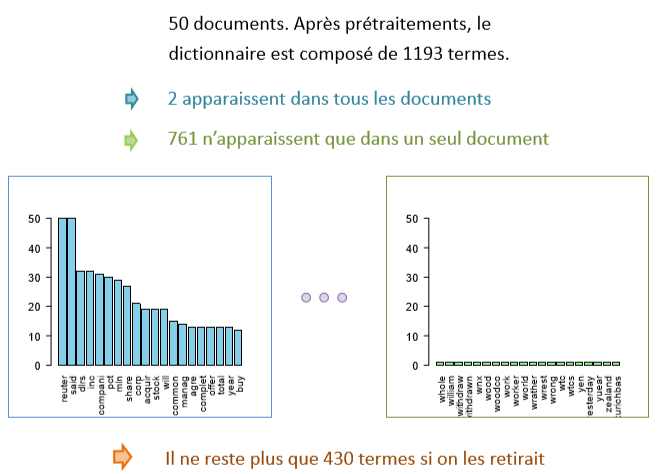 50 documents. Après prétraitements, le
dictionnaire est composé de 1193 termes.
2 apparaissent dans tous les documents
761 n'apparaissent que dans un seul document
50
40
30
20
10
0
reuter
said
dlrs
inc
compani
pct
mln
share
corp
acquir
stock
will
common
manag
agre
complet
offer
total
year
buy
50
40
30
20
10
0
whole
william
withdraw
withdrawn
wnx
wood
woodco
work
worker
world
wrather
wrest
wrong
wtc
wtcs
yen
esterday
yuear
zealand
zurichbas
Il ne reste plus que 430 termes si on les retirait